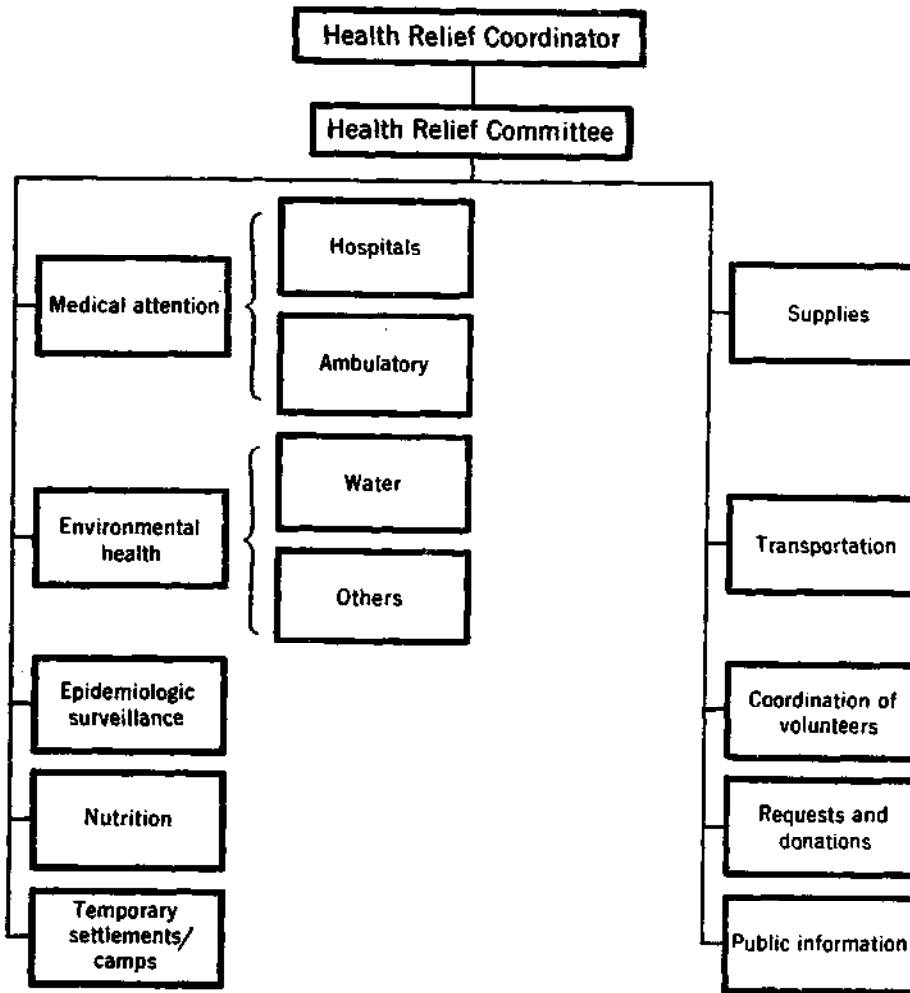 Health Relief Coordinator
Health Relief Committee
Medical attention
Hospitals
Ambulatory
Environmental
health
Water
Others
Epidemiologic
surveillance
Nutrition
Temporary
settlements/
camps
Supplies
Transportation
Coordination of
volunteers
Requests and
donations
Public information